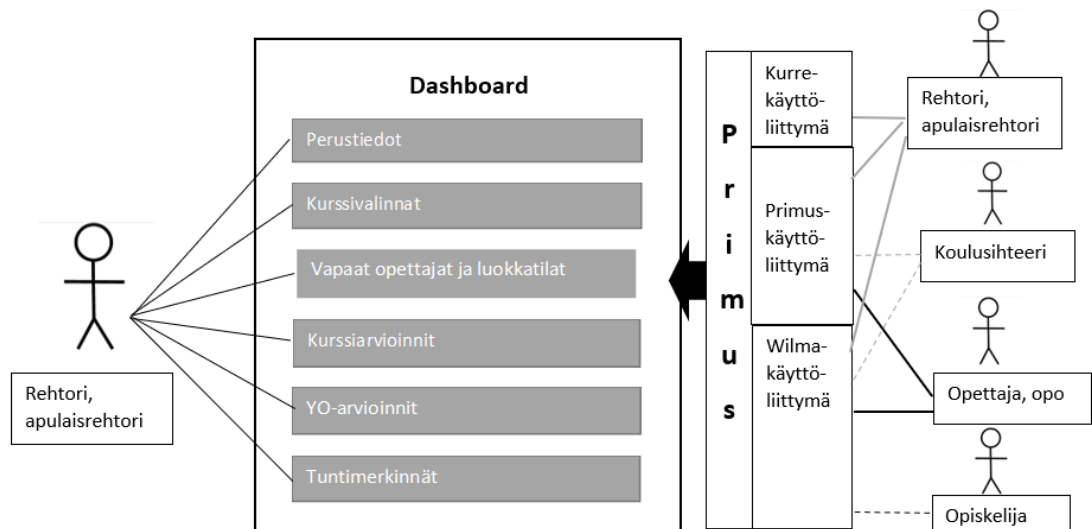 Dashboard
Perustiedot
Kurssivalinnat
Vapaat opettajat ja luokkatilat
Kurssiarvioinnit
YO-arvioinnit
Tuntimerkinnät
Rehtori,
apulaisrehtori
Primus
Kurre-
käyttö-
liittymä
Primus-
käyttö-
liittymä
Wilma-
käyttö-
liittymä
Rehtori,
apulaisrehtori
Koulusihteeri
Opettaja, opo
Opiskelija